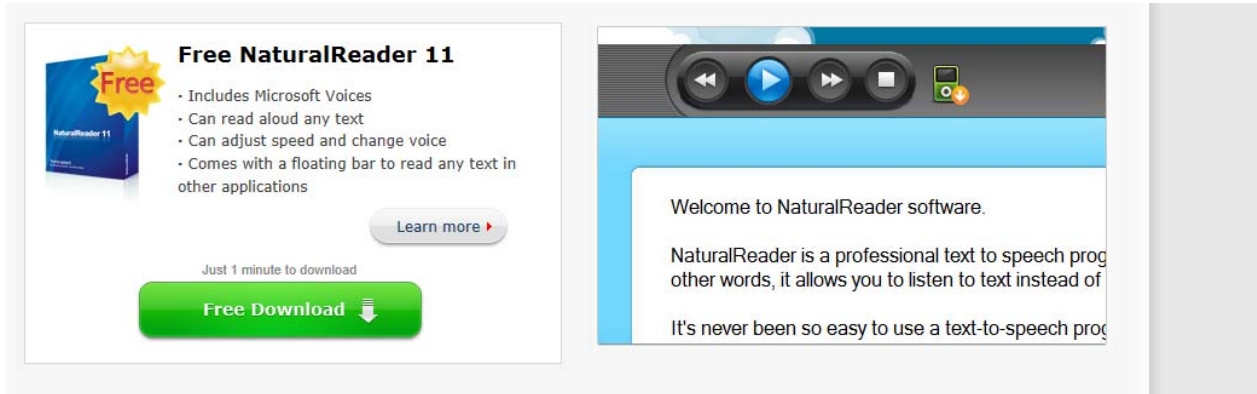 Free NaturalReader 11
Free
NaturalReader 11
· Includes Microsoft Voices
· Can read aloud any text
· Can adjust speed and change voice
· Comes with a floating bar to read any text in
other applications
Learn more
Just 1 minute to download
Free Download
Welcome to NaturalReader software.
NaturalReader is a professional text to speech prog
other words, it allows you to listen to text instead of
It's never been so easy to use a text-to-speech prog